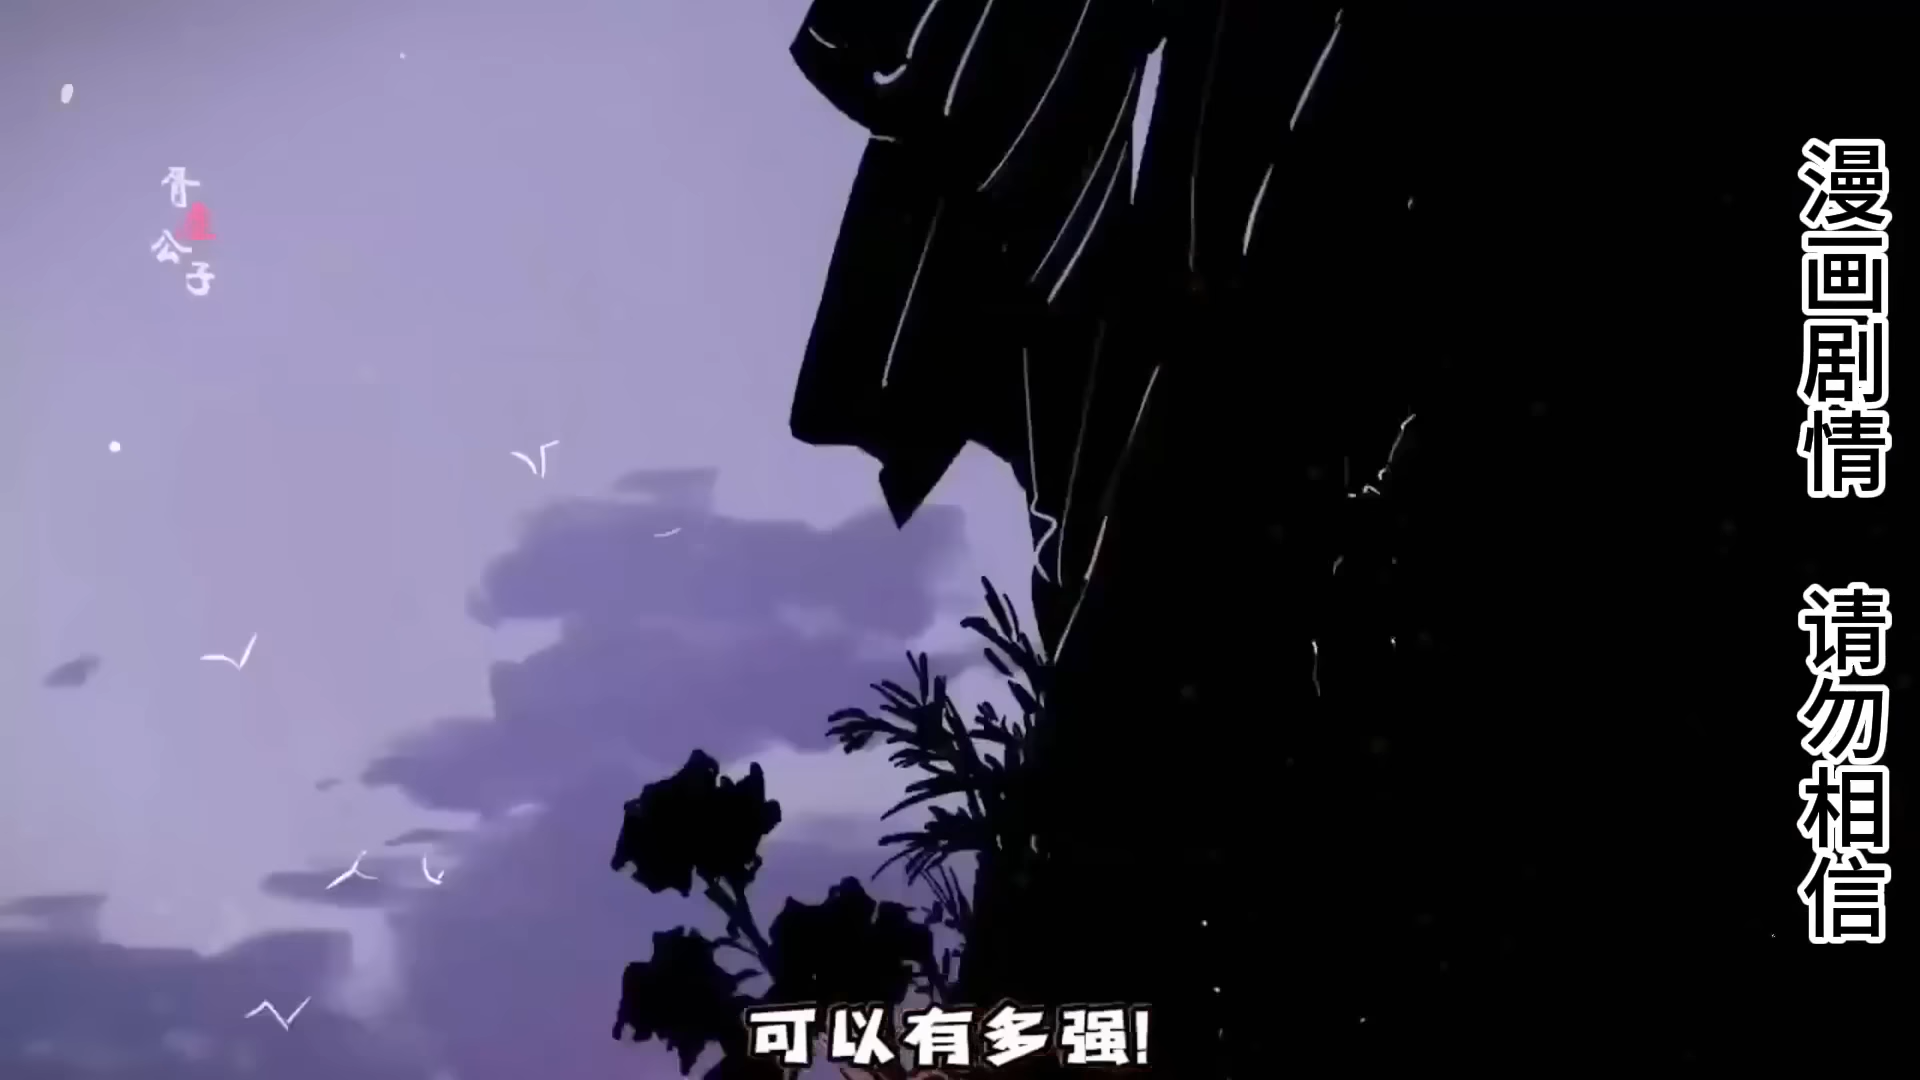 公
子
漫画剧情 请勿相信
可以有多强!